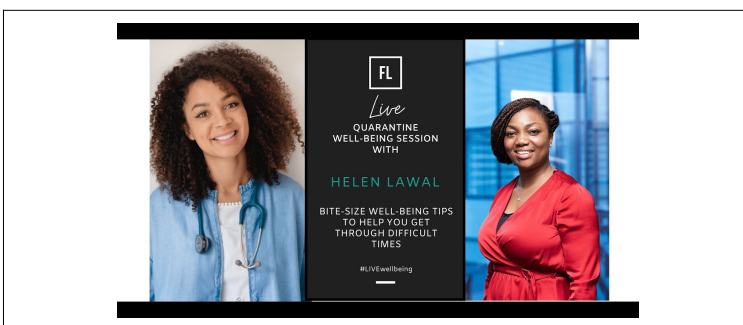 FL
Live
QUARANTINE
WELL-BEING SESSION
WITH
HELEN LAWAL
BITE-SIZE WELL-BEING TIPS
TO HELP YOU GET
THROUGH DIFFICULT
TIMES
#LIVEwellbeing